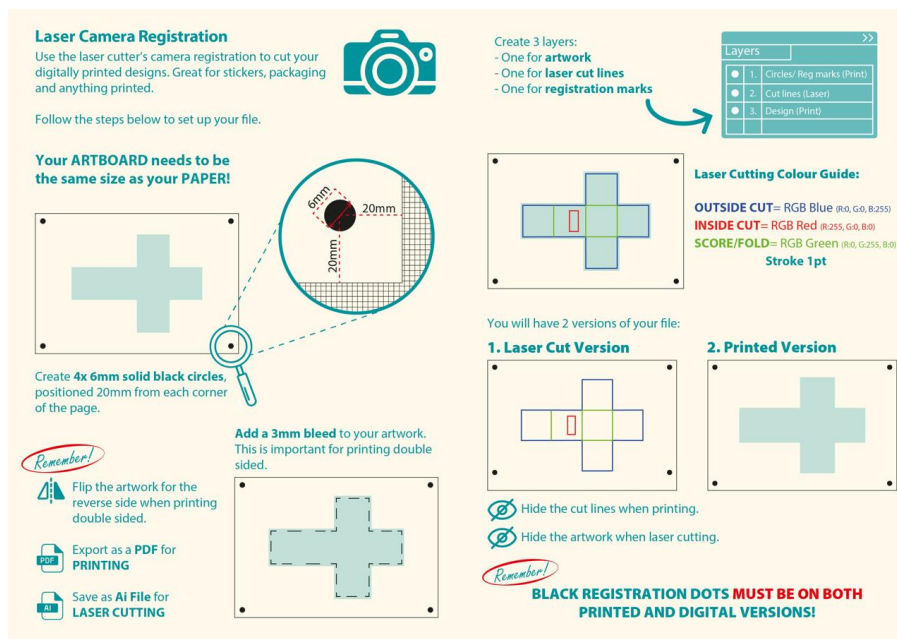 Laser Camera Registration
Use the laser cutter's camera registration to cut your
digitally printed designs. Great for stickers, packaging
and anything printed.
Follow the steps below to set up your file.
Your ARTBOARD needs to be
the same size as your PAPER!
6mm
20mm
20mm
Create 4x 6mm solid black circles,
positioned 20mm from each corner
of the page.
Remember!
Flip the artwork for the
reverse side when printing
double sided.
PDF
Export as a PDF for
PRINTING
AI
Save as Ai File for
LASER CUTTING
Add a 3mm bleed to your artwork.
This is important for printing double
sided.
Create 3 layers:
- One for artwork
- One for laser cut lines
- One for registration marks
>>
Layers
1. Circles/ Reg marks (Print)
2. Cut lines (Laser)
3. Design (Print)
Laser Cutting Colour Guide:
OUTSIDE CUT= RGB Blue (R:0, G:0, B:255)
INSIDE CUT= RGB Red (R:255, G:0, B:0)
SCORE/FOLD= RGB Green (R:0, G:255, B:0)
Stroke 1pt
You will have 2 versions of your file:
1. Laser Cut Version
2. Printed Version
Hide the cut lines when printing.
Hide the artwork when laser cutting.
Remember!
BLACK REGISTRATION DOTS MUST BE ON BOTH
PRINTED AND DIGITAL VERSIONS!